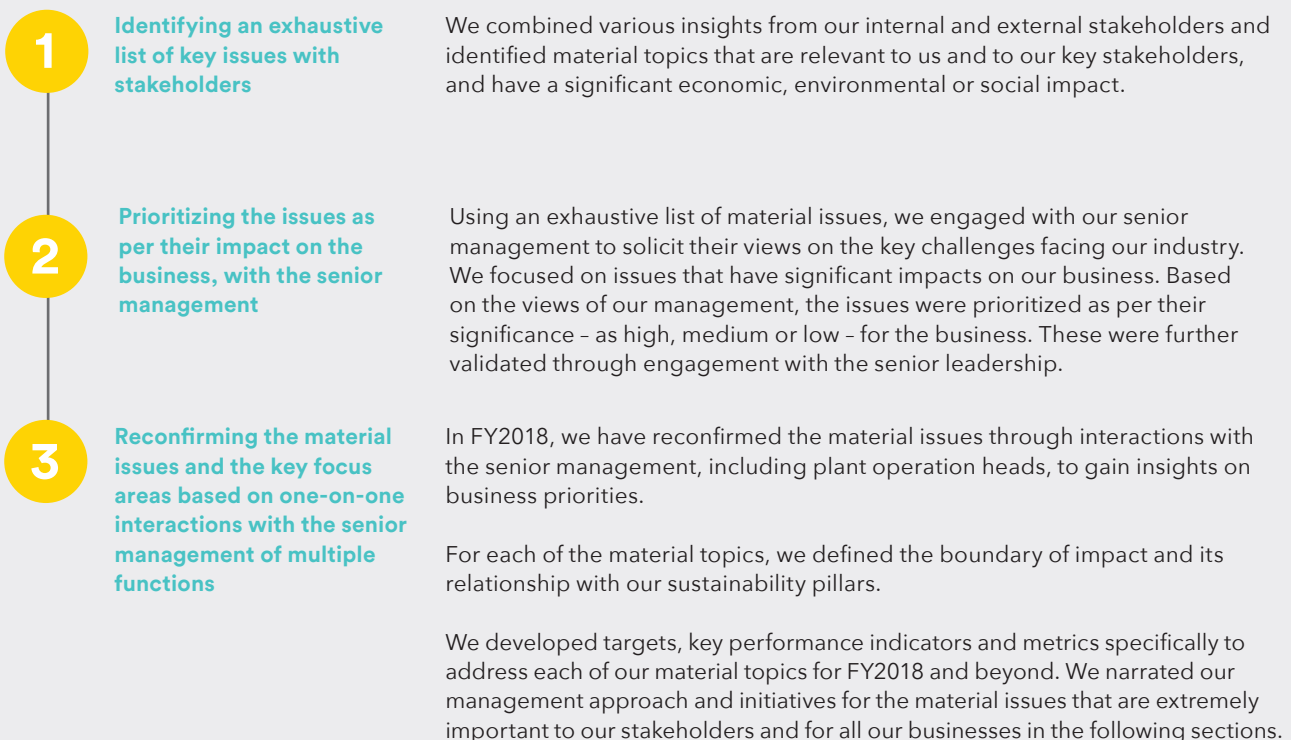 1
Identifying an exhaustive
list of key issues with
stakeholders
We combined various insights from our internal and external stakeholders and
identified material topics that are relevant to us and to our key stakeholders,
and have a significant economic, environmental or social impact.
2
Prioritizing the issues as
per their impact on the
business, with the senior
management
Using an exhaustive list of material issues, we engaged with our senior
management to solicit their views on the key challenges facing our industry.
We focused on issues that have significant impacts on our business. Based
on the views of our management, the issues were prioritized as per their
significance – as high, medium or low – for the business. These were further
validated through engagement with the senior leadership.
3
Reconfirming the material
issues and the key focus
areas based on one-on-one
interactions with the senior
management of multiple
functions
In FY2018, we have reconfirmed the material issues through interactions with
the senior management, including plant operation heads, to gain insights on
business priorities.
For each of the material topics, we defined the boundary of impact and its
relationship with our sustainability pillars.
We developed targets, key performance indicators and metrics specifically to
address each of our material topics for FY2018 and beyond. We narrated our
management approach and initiatives for the material issues that are extremely
important to our stakeholders and for all our businesses in the following sections.